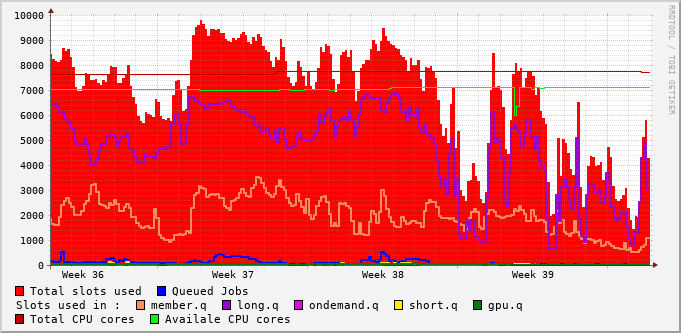 10000
9000
8000
7000
6000
5000
4000
3000
2000
1000
0
Week 36 Week 37 Week 38 Week 39
Total slots used Queued Jobs
Slots used in : member.q long.q ondemand.q short.q gpu.q
Total CPU cores Availale CPU cores
RRDTOOL / TOBI OETIKER